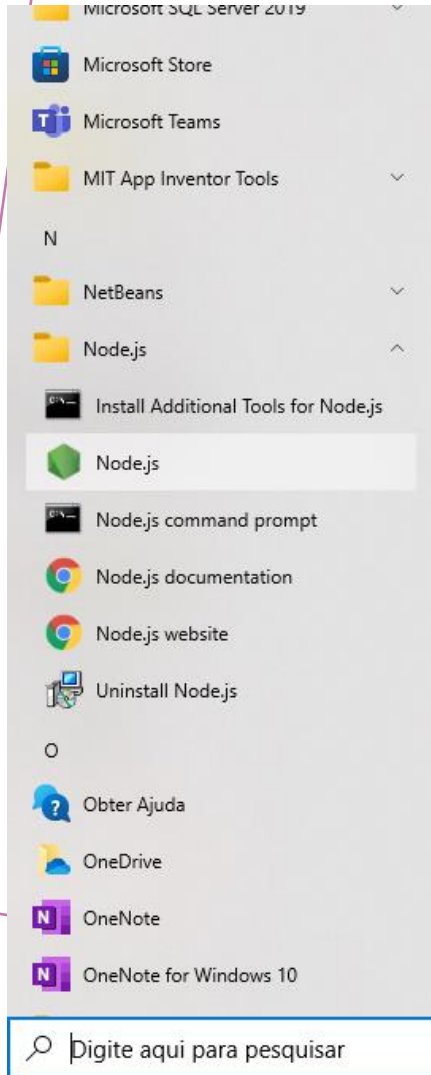 Microsoft SQL Server 2019
Microsoft Store
Microsoft Teams
MIT App Inventor Tools
N
NetBeans
Node.js
Install Additional Tools for Node.js
Node.js
Node.js command prompt
Node.js documentation
Node.js website
Uninstall Node.js
O
Obter Ajuda
OneDrive
OneNote
OneNote for Windows 10
Digite aqui para pesquisar